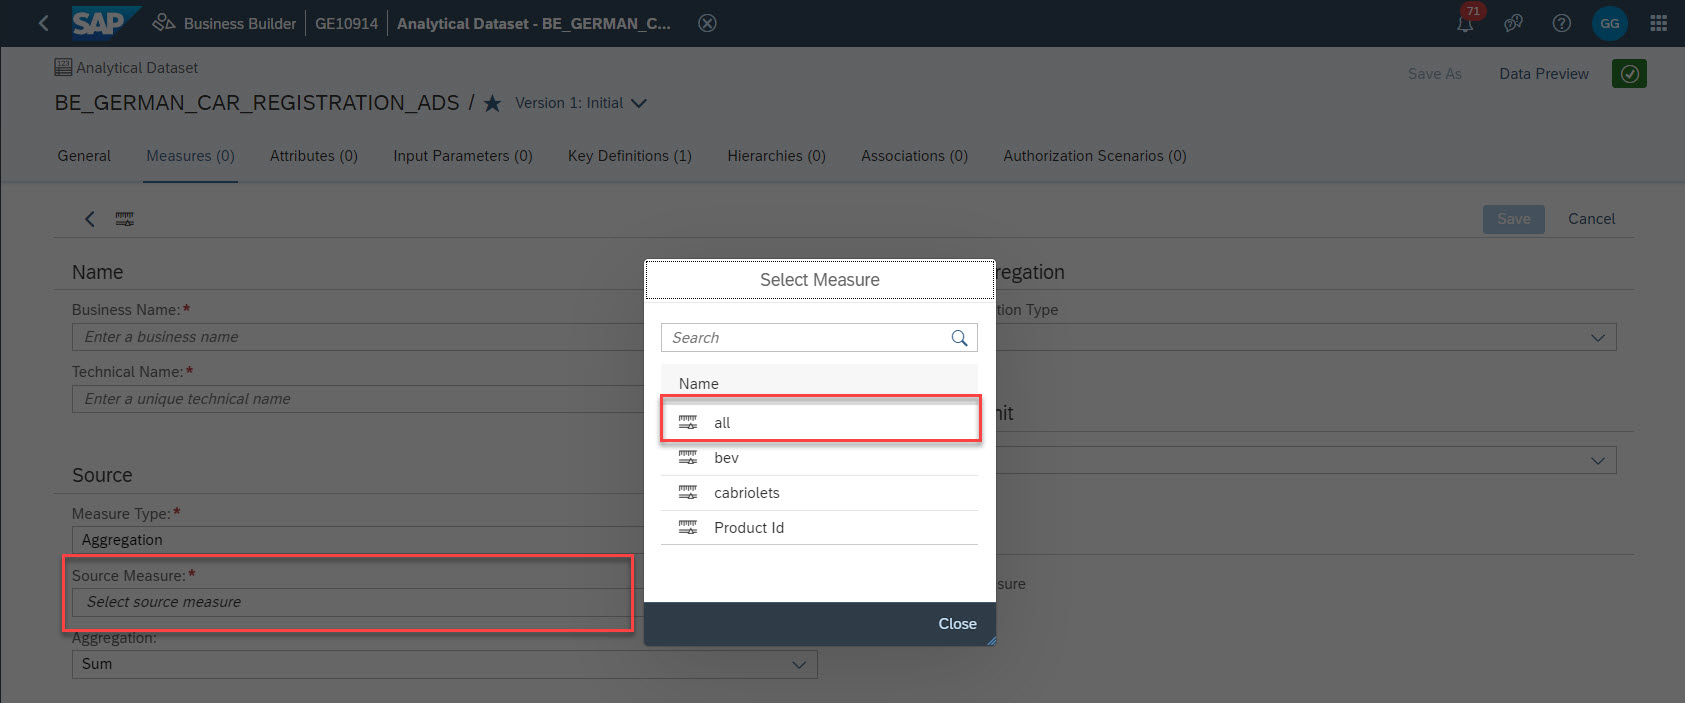 SAP Business Builder GE10914 Analytical Dataset - BE_GERMAN_C... 71 GG
Analytical Dataset
Save As Data Preview
BE_GERMAN_CAR_REGISTRATION_ADS / Version 1: Initial
General Measures (0) Attributes (0) Input Parameters (0) Key Definitions (1) Hierarchies (0) Associations (0) Authorization Scenarios (0)
Save Cancel
Name
Business Name:*
Enter a business name
Technical Name:*
Enter a unique technical name
Source
Measure Type:*
Aggregation
Source Measure:*
Select source measure
Aggregation:
Sum
Select Measure
Search
Name
all
bev
cabriolets
Product Id
Close
regation
tion Type
nit
sure